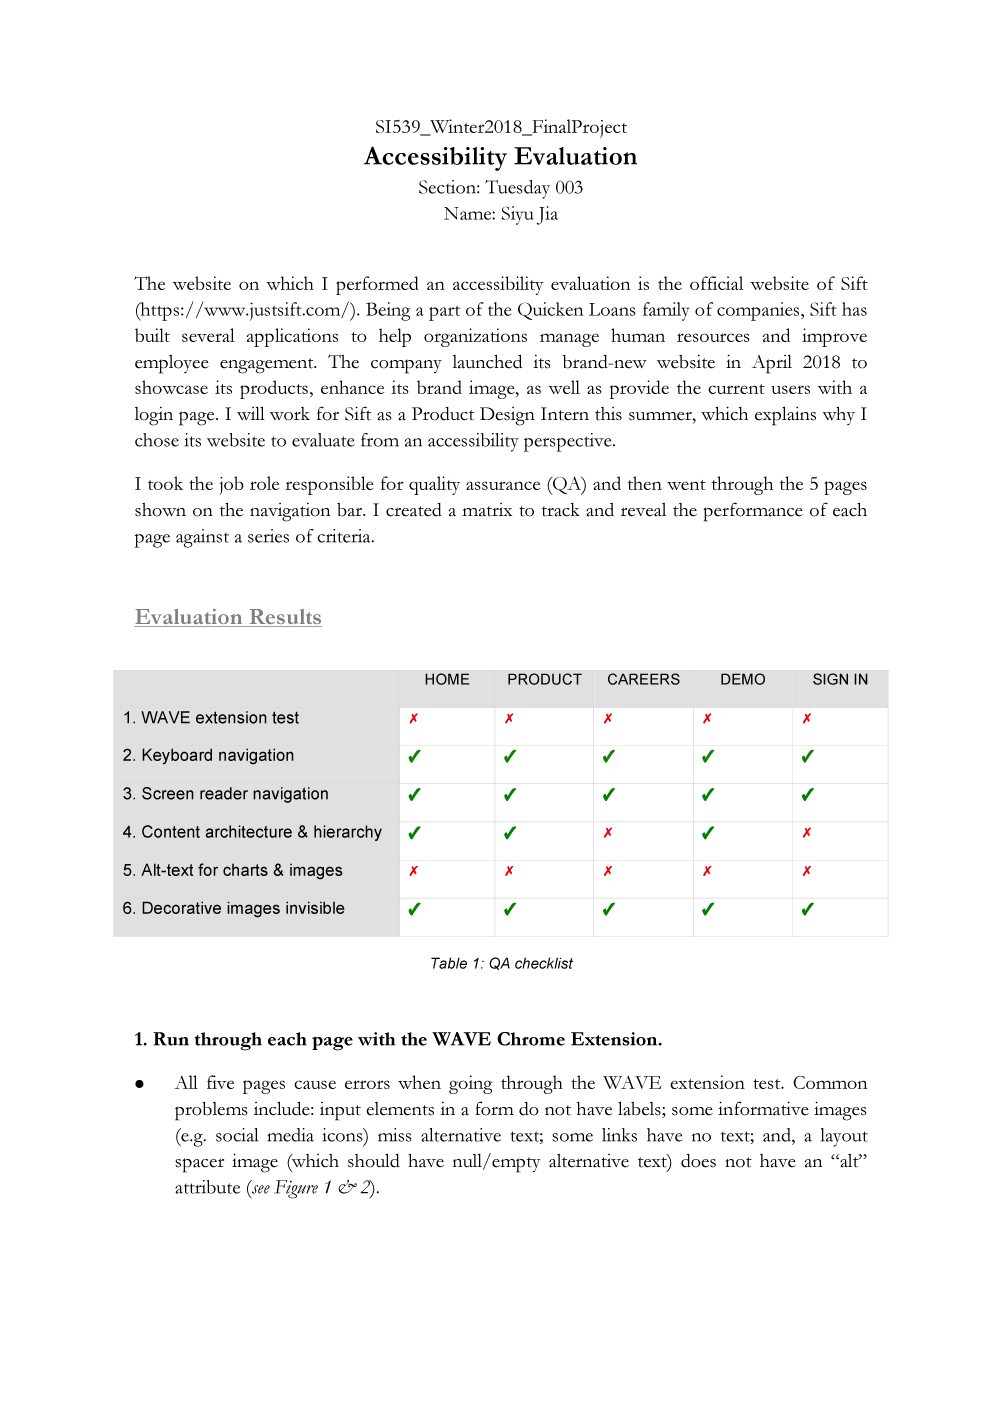 SI539_Winter2018_FinalProject
Accessibility Evaluation
Section: Tuesday 003
Name: Siyu Jia
The website on which I performed an accessibility evaluation is the official website of Sift
(https://www.justsift.com/). Being a part of the Quicken Loans family of companies, Sift has
built several applications to help organizations manage human resources and improve
employee engagement. The company launched its brand-new website in April 2018 to
showcase its products, enhance its brand image, as well as provide the current users with a
login page. I will work for Sift as a Product Design Intern this summer, which explains why I
chose its website to evaluate from an accessibility perspective.
I took the job role responsible for quality assurance (QA) and then went through the 5 pages
shown on the navigation bar. I created a matrix to track and reveal the performance of each
page against a series of criteria.
Evaluation Results
HOME PRODUCT CAREERS DEMO SIGN IN
1. WAVE extension test ✗ ✗ ✗ ✗ ✗
2. Keyboard navigation ✓ ✓ ✓ ✓ ✓
3. Screen reader navigation ✓ ✓ ✓ ✓ ✓
4. Content architecture & hierarchy ✓ ✓ ✗ ✓ ✗
5. Alt-text for charts & images ✗ ✗ ✗ ✗ ✗
6. Decorative images invisible ✓ ✓ ✓ ✓ ✓
Table 1: QA checklist
1. Run through each page with the WAVE Chrome Extension.
● All five pages cause errors when going through the WAVE extension test. Common
problems include: input elements in a form do not have labels; some informative images
(e.g. social media icons) miss alternative text; some links have no text; and, a layout
spacer image (which should have null/empty alternative text) does not have an “alt”
attribute (see Figure 1 & 2).